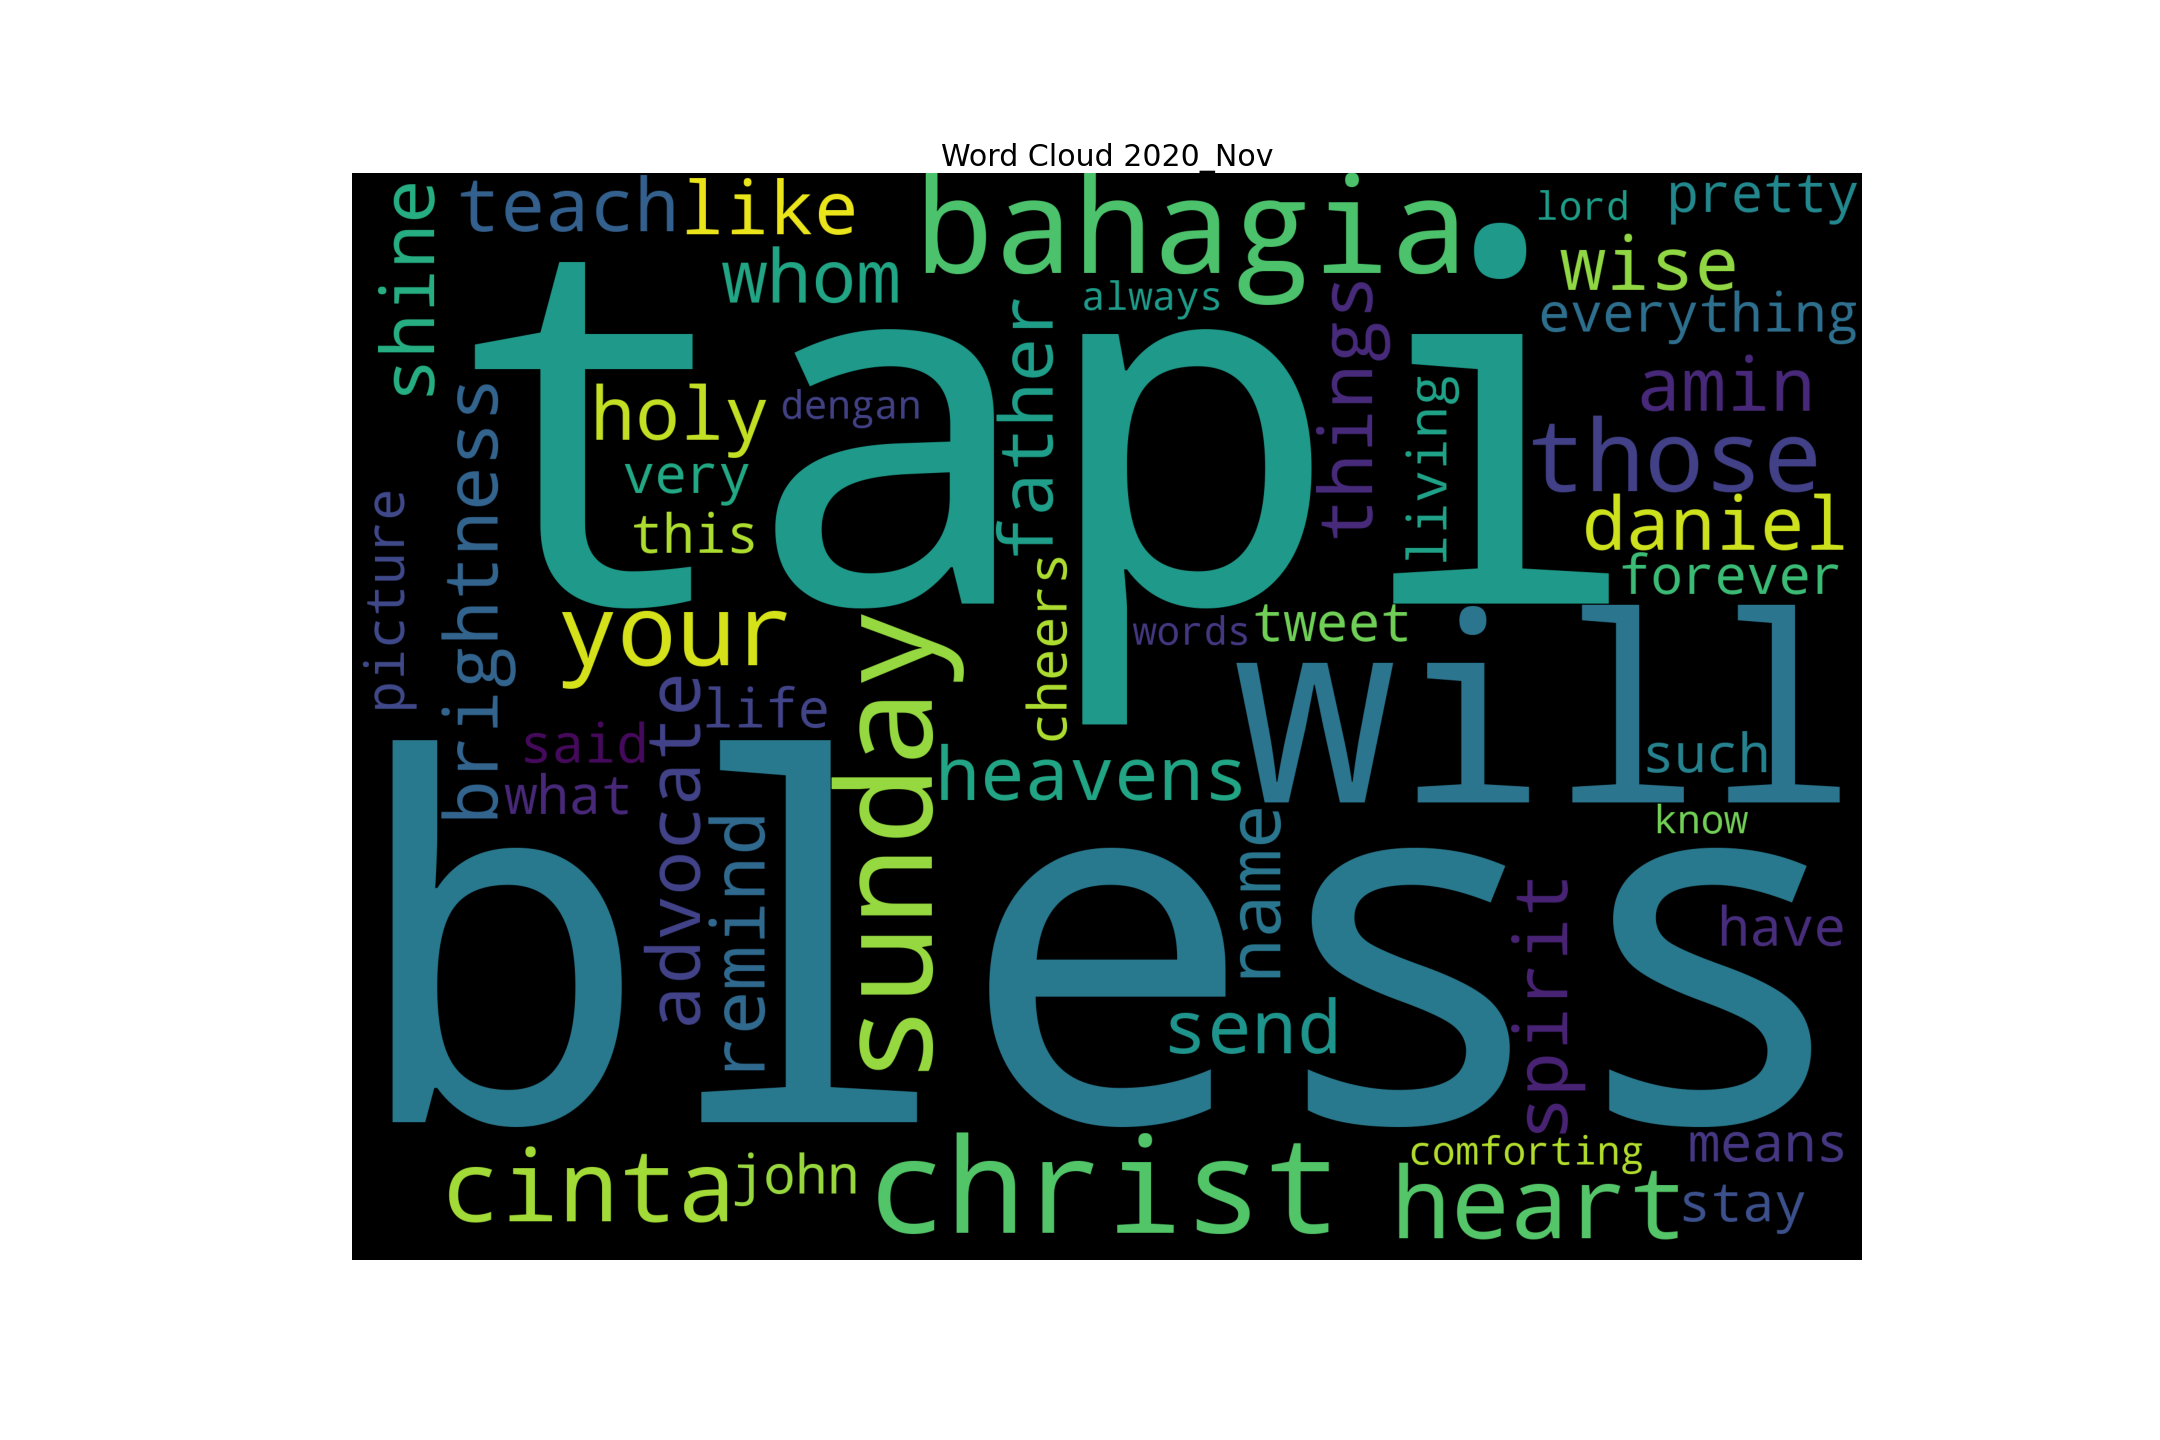 Word Cloud 2020_Nov
shine
teach
like
bahagia
lord
pretty
whom
wise
always
everything
tapi
father
things
holy
dengan
living
amin
those
very
this
daniel
forever
picture
brightness
your
cheers
words
tweet
will
sunday
advocate
life
said
what
heavens
such
know
remind
bless
name
send
spirit
have
cinta
john
christ
comforting
heart
means
stay